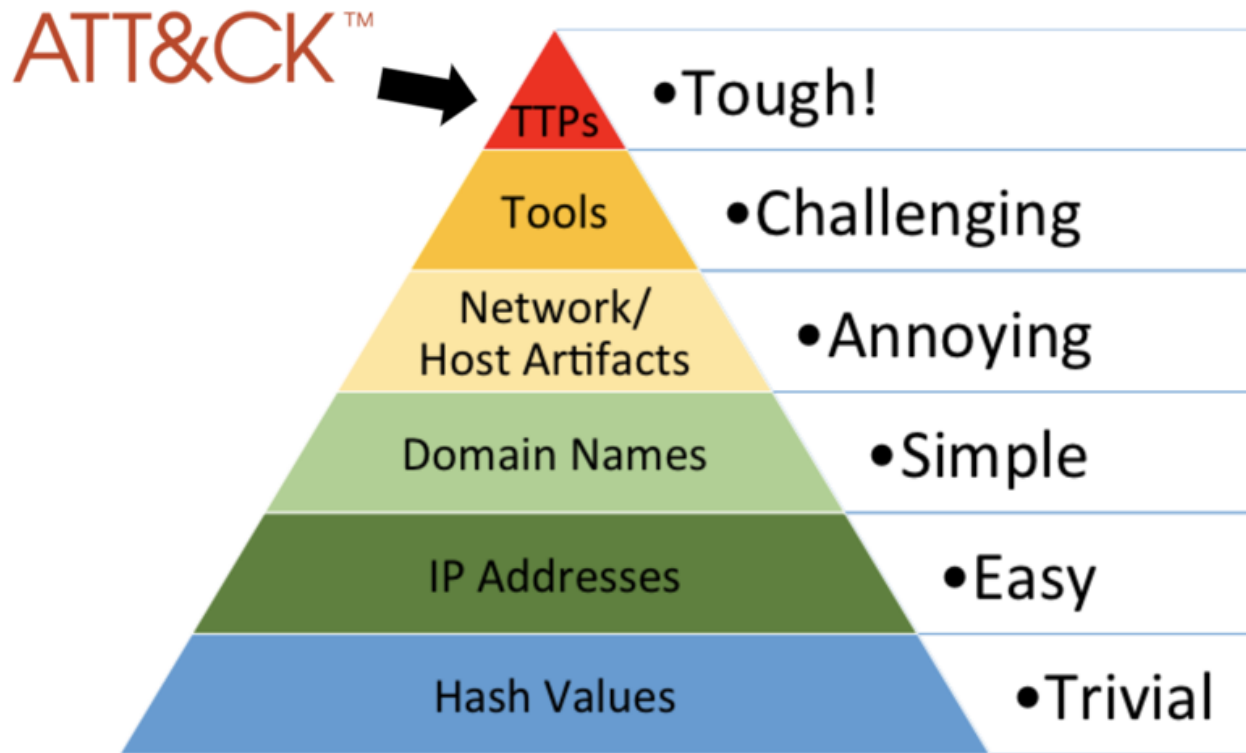 ATT&CK™
TTPs
•Tough!
Tools
•Challenging
Network/
Host Artifacts
•Annoying
Domain Names
•Simple
IP Addresses
•Easy
Hash Values
•Trivial